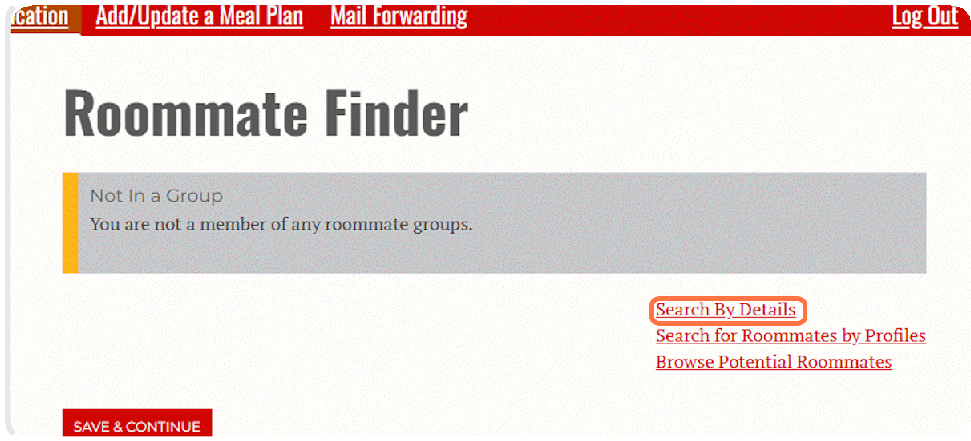 ication Add/Update a Meal Plan Mail Forwarding Log Out
Roommate Finder
Not In a Group
You are not a member of any roommate groups.
Search By Details
Search for Roommates by Profiles
Browse Potential Roommates
SAVE & CONTINUE